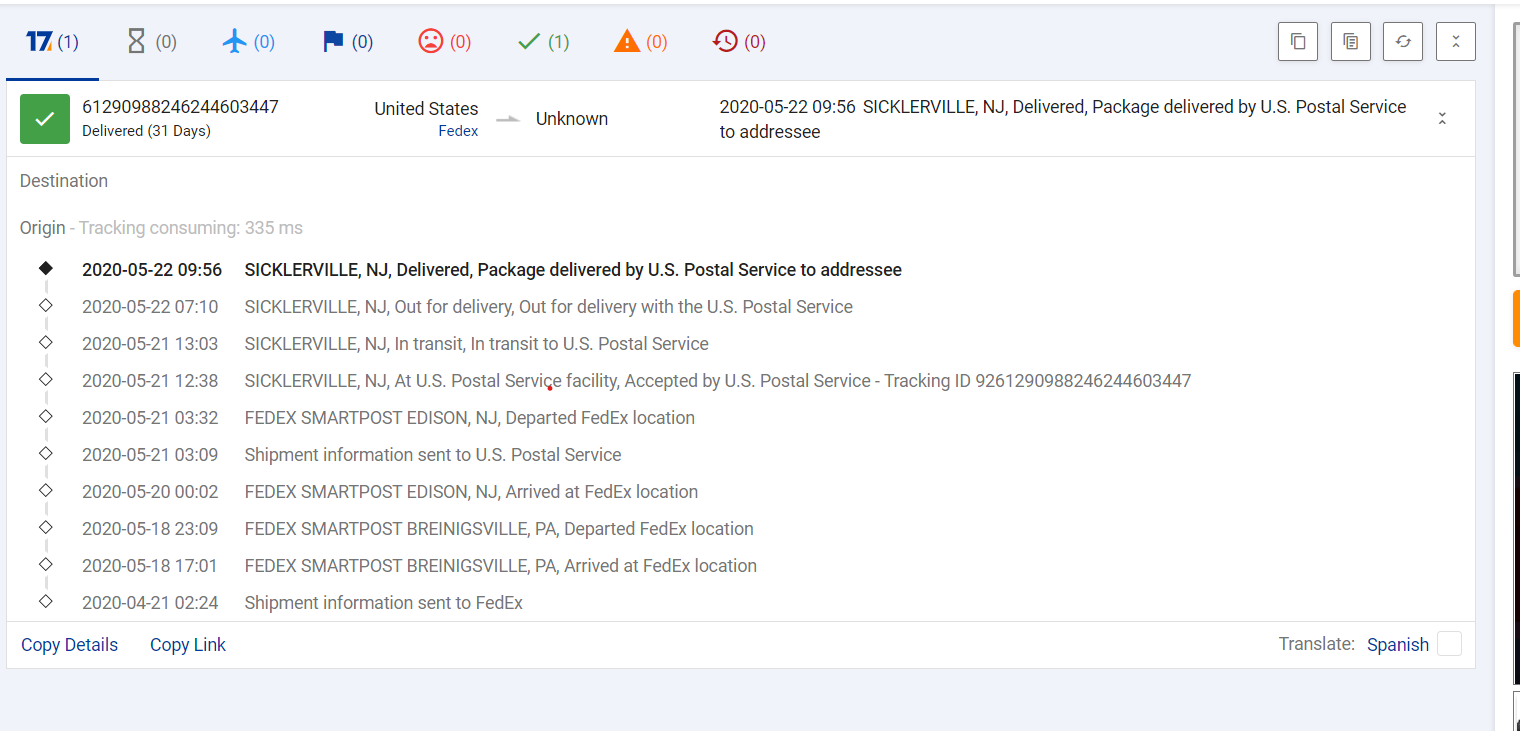 17 (1) (0) (0) (0) (0) (1) (0) (0)
61290988246244603447
Delivered (31 Days)
United States
Fedex
Unknown
2020-05-22 09:56 SICKLERVILLE, NJ, Delivered, Package delivered by U.S. Postal Service
to addressee
Destination
Origin - Tracking consuming: 335 ms
2020-05-22 09:56 SICKLERVILLE, NJ, Delivered, Package delivered by U.S. Postal Service to addressee
2020-05-22 07:10 SICKLERVILLE, NJ, Out for delivery, Out for delivery with the U.S. Postal Service
2020-05-21 13:03 SICKLERVILLE, NJ, In transit, In transit to U.S. Postal Service
2020-05-21 12:38 SICKLERVILLE, NJ, At U.S. Postal Service facility, Accepted by U.S. Postal Service - Tracking ID 9261290988246244603447
2020-05-21 03:32 FEDEX SMARTPOST EDISON, NJ, Departed FedEx location
2020-05-21 03:09 Shipment information sent to U.S. Postal Service
2020-05-20 00:02 FEDEX SMARTPOST EDISON, NJ, Arrived at FedEx location
2020-05-18 23:09 FEDEX SMARTPOST BREINIGSVILLE, PA, Departed FedEx location
2020-05-18 17:01 FEDEX SMARTPOST BREINIGSVILLE, PA, Arrived at FedEx location
2020-04-21 02:24 Shipment information sent to FedEx
Copy Details Copy Link Translate: Spanish